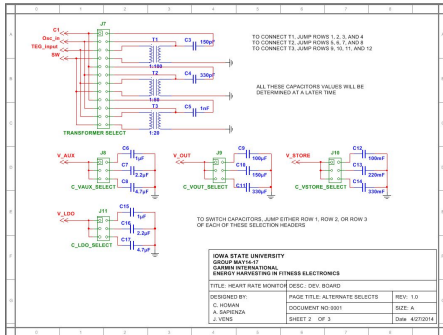 J7
C1
Osc_in
TEG_input
SW
T1
1:100
C3
150pF
T2
1:50
C4
330pF
T3
1:20
C5
1nF
TRANSFORMER SELECT
TO CONNECT T1, JUMP ROWS 1, 2, 3, AND 4
TO CONNECT T2, JUMP ROWS 5, 6, 7, AND 8
TO CONNECT T3, JUMP ROWS 9, 10, 11, AND 12
ALL THESE CAPACITORS VALUES WILL BE
DETERMINED AT A LATER TIME
V_AUX
J8
C6
1µF
C7
2.2µF
C8
4.7µF
C_VAUX_SELECT
V_OUT
J9
C9
100µF
C10
150µF
C11
330µF
C_VOUT_SELECT
V_STORE
J10
C12
100mF
C13
220mF
C14
330mF
C_VSTORE_SELECT
V_LDO
J11
C15
1µF
C16
2.2µF
C17
4.7µF
C_LDO_SELECT
TO SWITCH CAPACITORS, JUMP EITHER ROW 1, ROW 2, OR ROW 3
OF EACH OF THESE SELECTION HEADERS
IOWA STATE UNIVERSITY
GROUP MAY14-17
GARMIN INTERNATIONAL
ENERGY HARVESTING IN FITNESS ELECTRONICS
TITLE: HEART RATE MONITOR
DESC.: DEV. BOARD
DESIGNED BY:
C. HOMAN
A. SAPIENZA
J. VENS
PAGE TITLE: ALTERNATE SELECTS
REV: 1.0
DOCUMENT NO:0001
SIZE: A
SHEET 2 OF 3
Date 4/27/2014